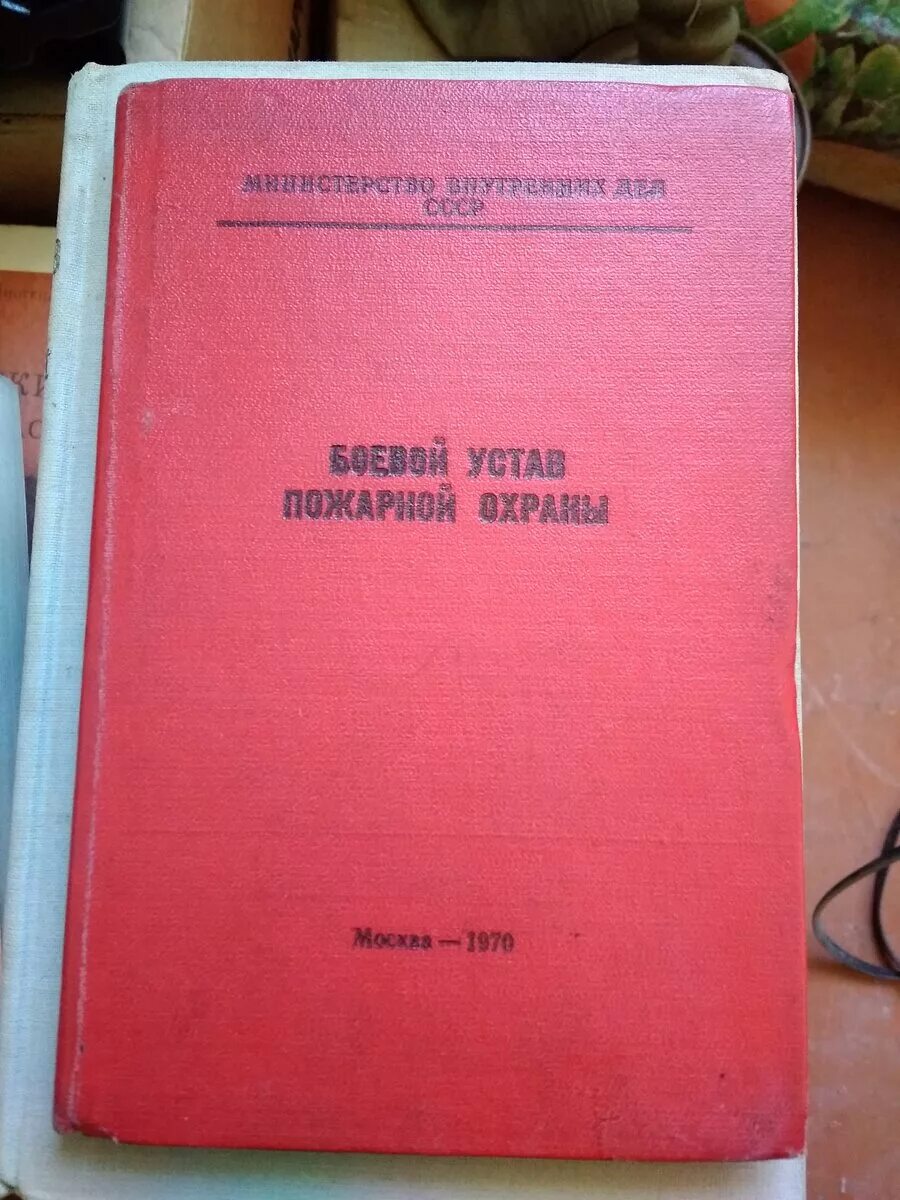 МИНИСТЕРСТВО ВНУТРЕННИХ ДЕЛ
СССР
БОЕВОЙ УСТАВ
ПОЖАРНОЙ ОХРАНЫ
Москва — 1970